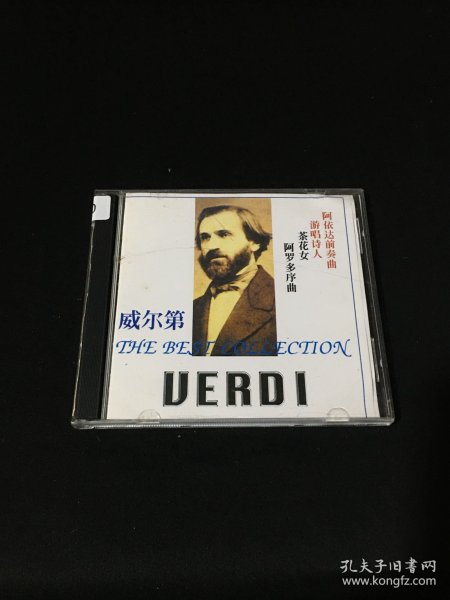 阿依达前奏曲
游唱诗人
茶花女
阿罗多序曲
威尔第
THE BEST COLLECTION
VERDI
孔夫子旧书网
www.kongfz.com